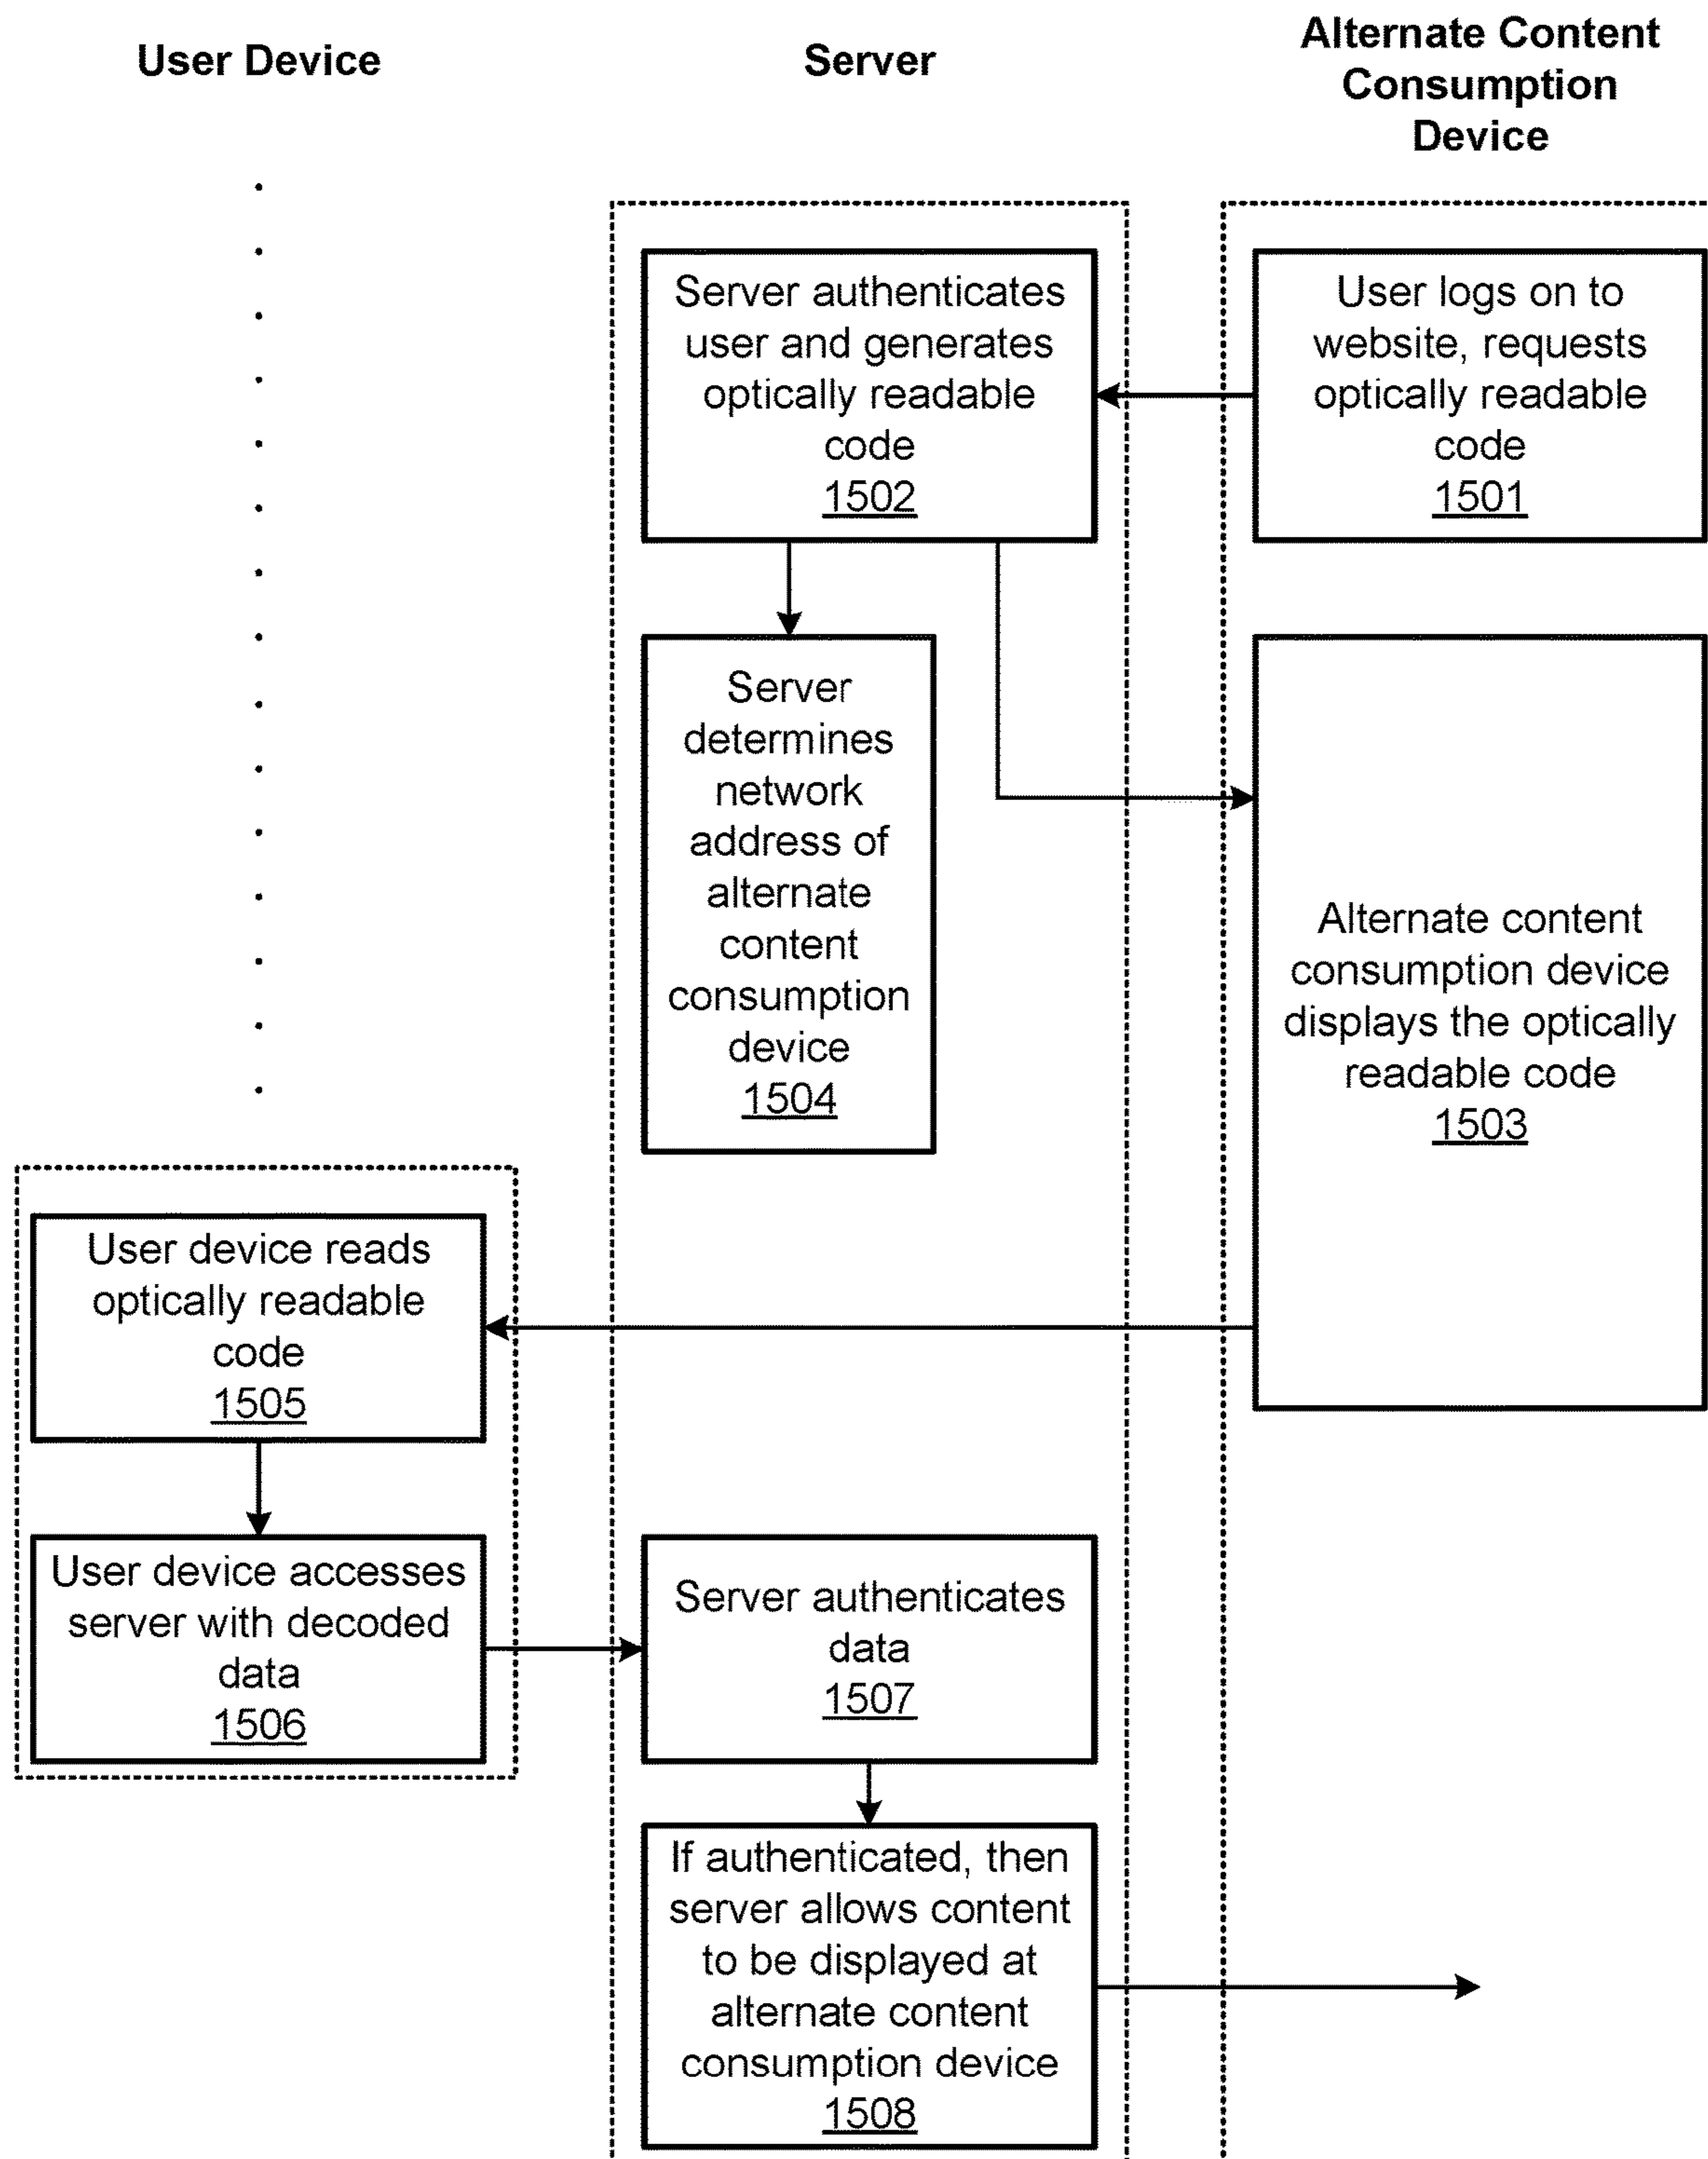 User Device
Server
Alternate Content
Consumption
Device
Server authenticates
user and generates
optically readable
code
1502
User logs on to
website, requests
optically readable
code
1501
Server
determines
network
address of
alternate
content
consumption
device
1504
Alternate content
consumption device
displays the optically
readable code
1503
User device reads
optically readable
code
1505
User device accesses
server with decoded
data
1506
Server authenticates
data
1507
If authenticated, then
server allows content
to be displayed at
alternate content
consumption device
1508